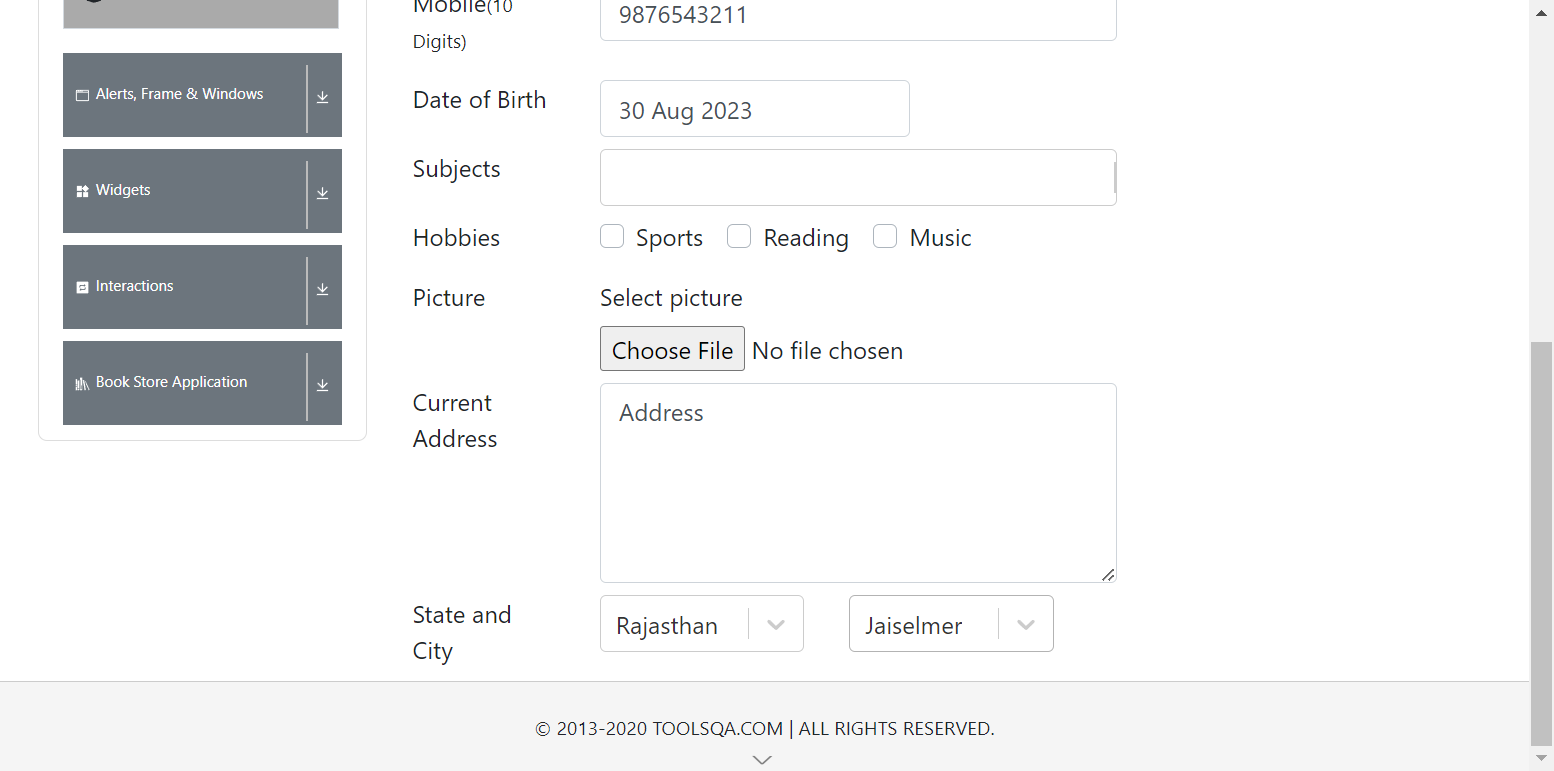 Alerts, Frame & Windows
Widgets
Interactions
Book Store Application
Mobile(10
Digits)
9876543211
Date of Birth
30 Aug 2023
Subjects
Hobbies
Sports Reading Music
Picture
Select picture
Choose File No file chosen
Current
Address
Address
State and
City
Rajasthan Jaiselmer
© 2013-2020 TOOLSQA.COM | ALL RIGHTS RESERVED.